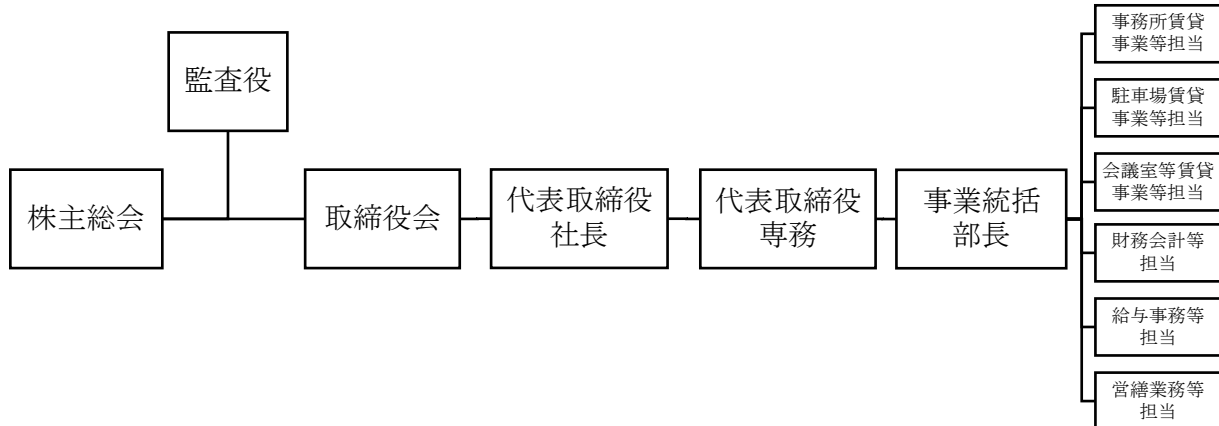 監査役
株主総会
取締役会
代表取締役
社長
代表取締役
専務
事業統括
部長
事務所賃貸
事業等担当
駐車場賃貸
事業等担当
会議室等賃貸
事業等担当
財務会計等
担当
給与事務等
担当
営繕業務等
担当